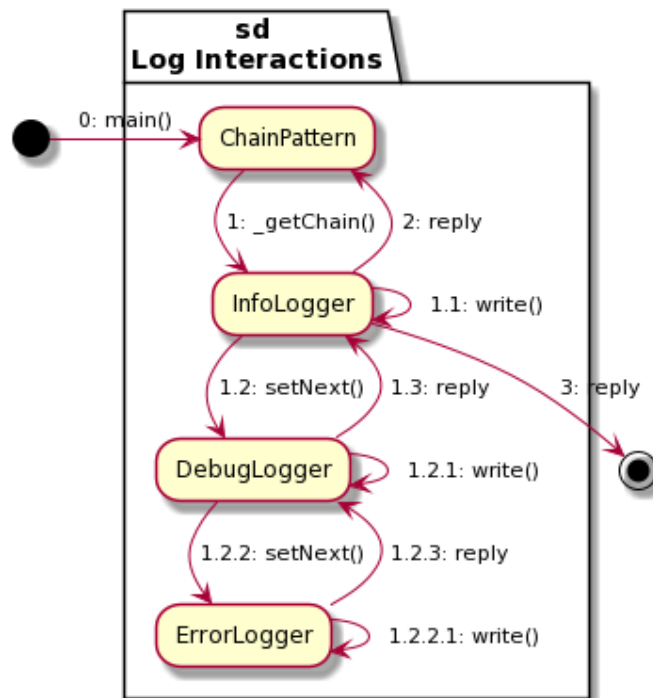 sd
Log Interactions
0: main()
ChainPattern
1: _getChain()
2: reply
InfoLogger
1.1: write()
1.2: setNext()
1.3: reply
3: reply
DebugLogger
1.2.1: write()
1.2.2: setNext()
1.2.3: reply
ErrorLogger
1.2.2.1: write()